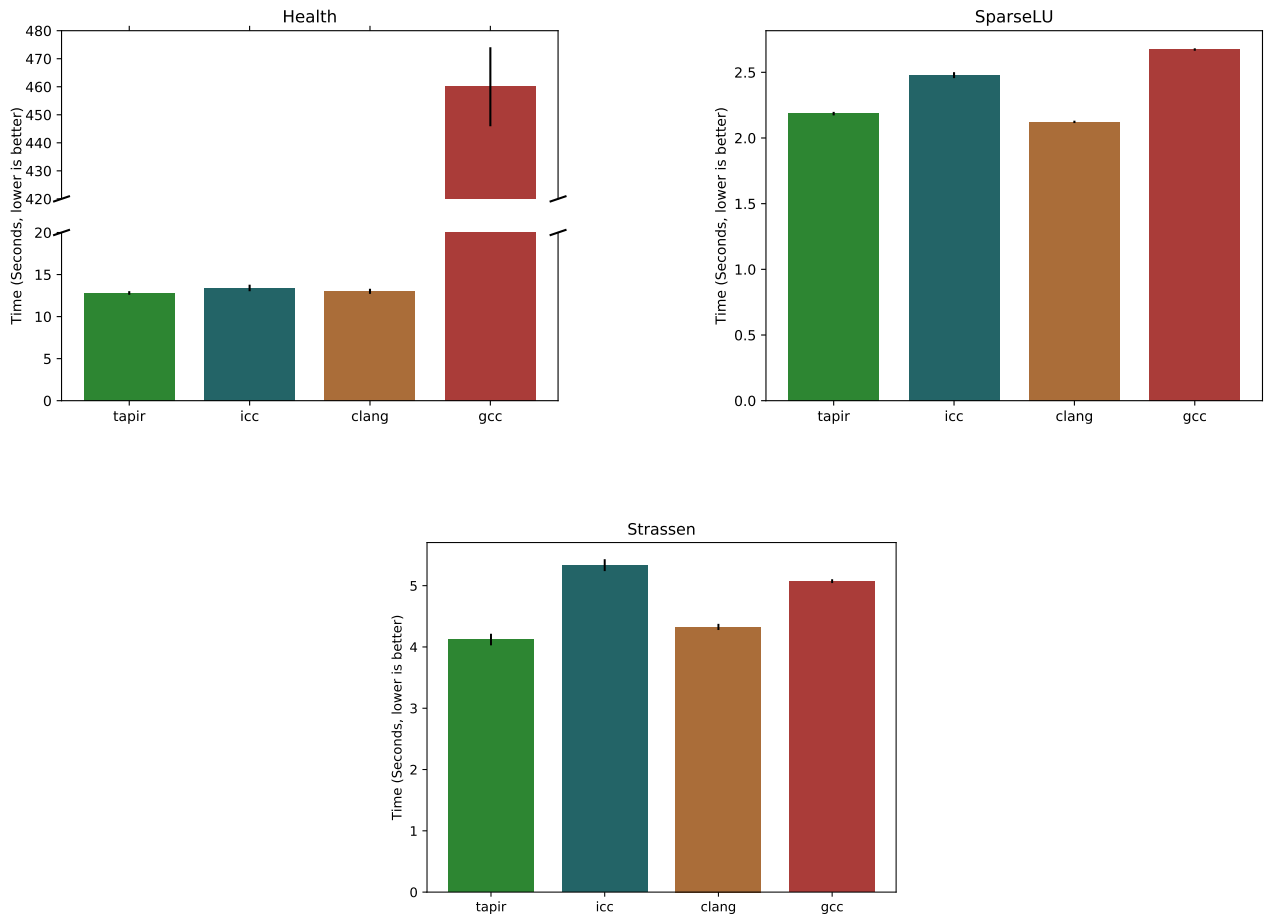 Health
Time (Seconds, lower is better)
480
470
460
450
440
430
420
20
15
10
5
0
tapir icc clang gcc
SparseLU
Time (Seconds, lower is better)
2.5
2.0
1.5
1.0
0.5
0.0
tapir icc clang gcc
Strassen
Time (Seconds, lower is better)
5
4
3
2
1
0
tapir icc clang gcc